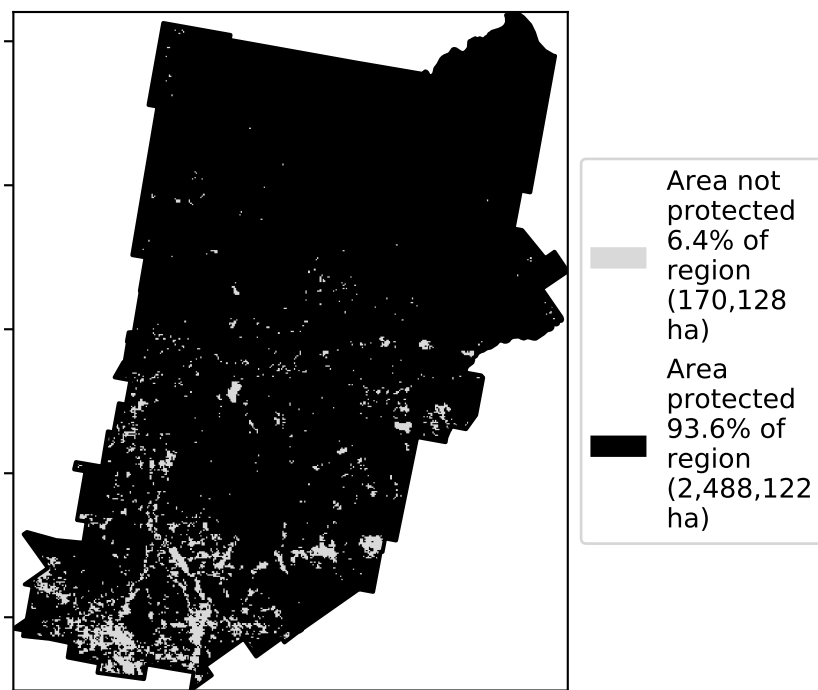 Area not
protected
6.4% of
region
(170,128
ha)
Area
protected
93.6% of
region
(2,488,122
ha)